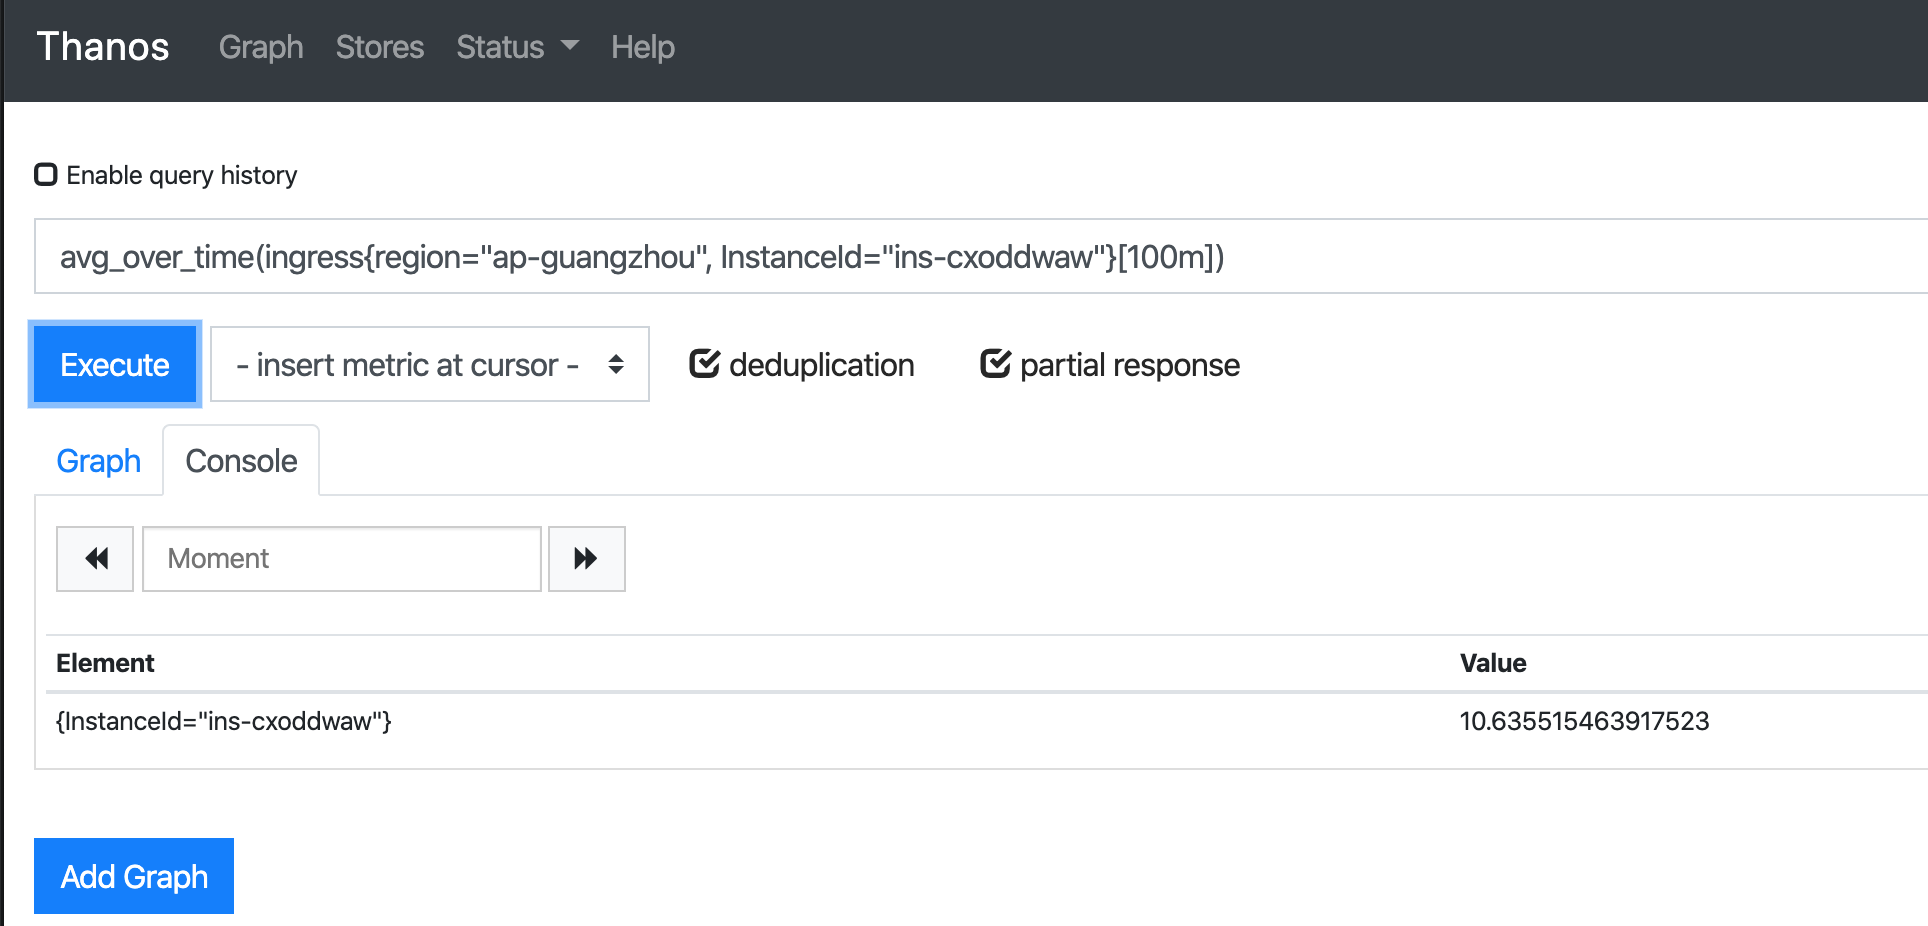 Thanos Graph Stores Status Help
Enable query history
avg_over_time(ingress{region="ap-guangzhou", InstanceId="ins-cxoddwaw"}[100m])
Execute - insert metric at cursor - deduplication partial response
Graph Console
Moment
Element Value
{InstanceId="ins-cxoddwaw"} 10.635515463917523
Add Graph